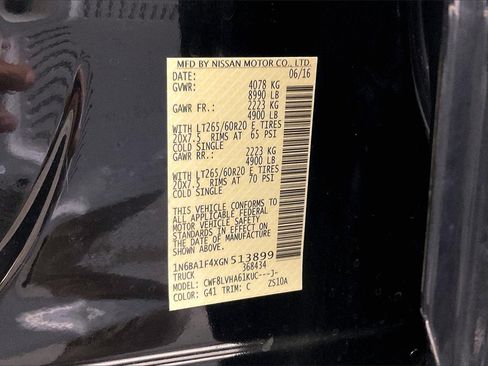 MFD BY NISSAN MOTOR CO., LTD.
DATE: 06/16
GVWR: 4078 KG
8990 LB
GAWR FR.: 2223 KG
4900 LB
WITH LT265/60R20 E TIRES
20X7.5 RIMS AT 65 PSI
COLD SINGLE
GAWR RR.: 2223 KG
4900 LB
WITH LT265/60R20 E TIRES
20X7.5 RIMS AT 70 PSI
COLD SINGLE
THIS VEHICLE CONFORMS TO
ALL APPLICABLE FEDERAL
MOTOR VEHICLE SAFETY
STANDARDS IN EFFECT ON
THE DATE OF MANUFACTURE
SHOWN ABOVE.
1N6BA1F4XGN513899
TRUCK 368434
MODEL: CWF8LVHA61KUC---J-
COLOR: G41 TRIM: C ZS10A